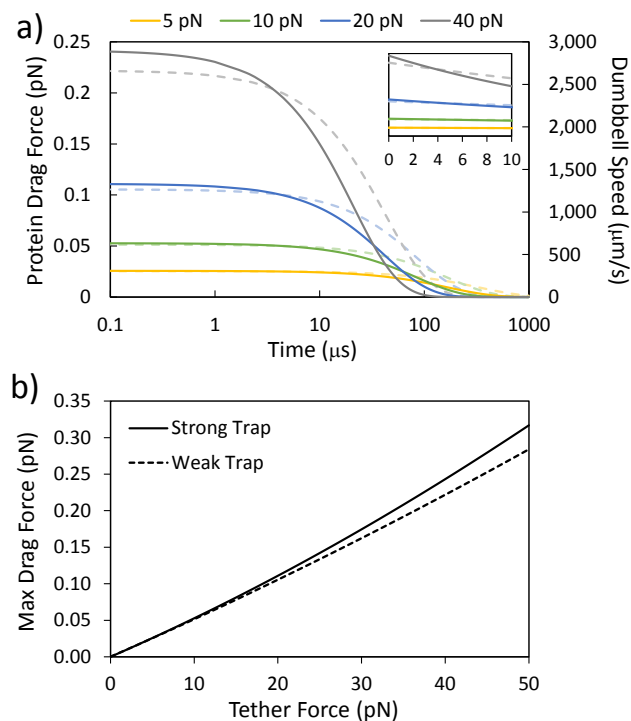 5 pN 10 pN 20 pN 40 pN
a)
0.25
0.2
0.15
0.1
0.05
0
Protein Drag Force (pN)
3,000
2,500
2,000
1,500
1,000
500
0
Dumbbell Speed (μm/s)
0 2 4 6 8 10
0.1 1 10 100 1000
Time (μs)
b)
0.35
0.30
0.25
0.20
0.15
0.10
0.05
0.00
Max Drag Force (pN)
Strong Trap
Weak Trap
0 10 20 30 40 50
Tether Force (pN)